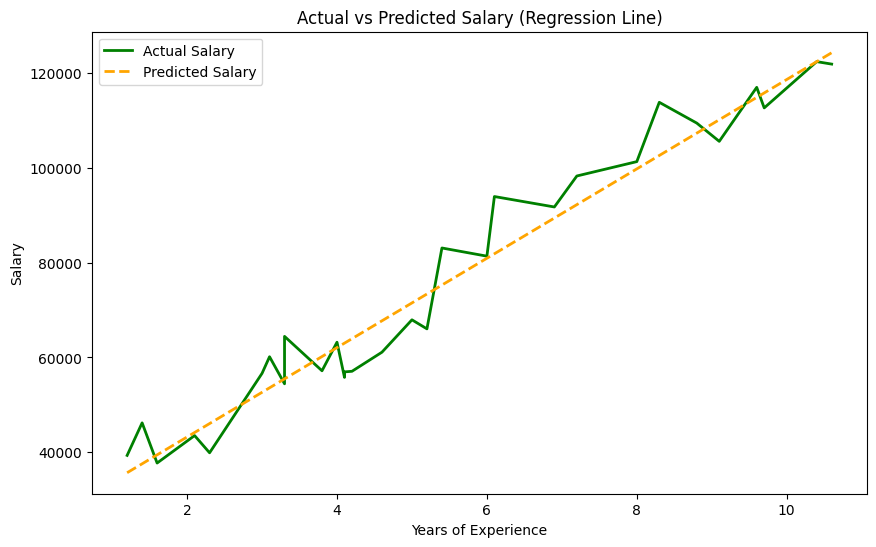 Actual vs Predicted Salary (Regression Line)
Actual Salary
Predicted Salary
120000
100000
80000
60000
40000
Salary
2 4 6 8 10
Years of Experience